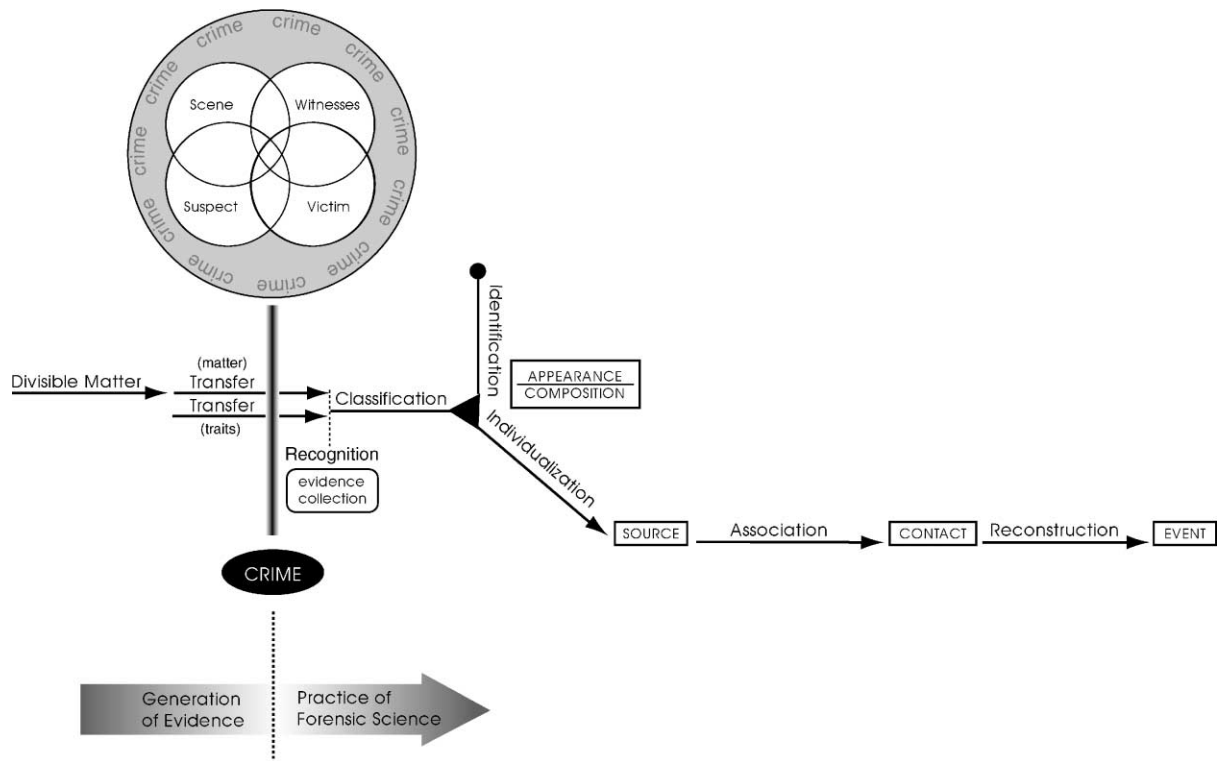 crime
crime
crime
crime
crime
crime
crime
crime
crime
crime
crime
crime
Scene
Witnesses
Suspect
Victim
Divisible Matter
(matter)
Transfer
Transfer
(traits)
Recognition
evidence
collection
Classification
Identification
APPEARANCE
COMPOSITION
Individualization
SOURCE
Association
CONTACT
Reconstruction
EVENT
CRIME
Generation
of Evidence
Practice of
Forensic Science